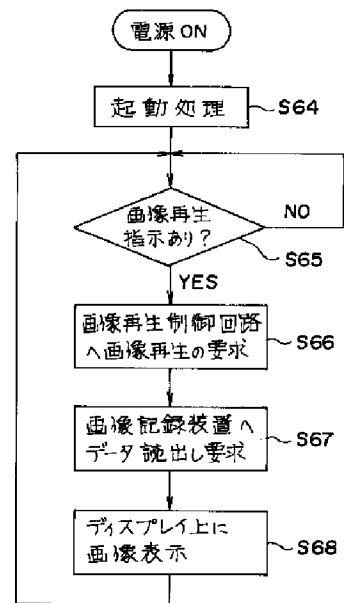 電源ON
起動処理
S64
画像再生
指示あり?
NO
S65
YES
画像再生制御回路
へ画像再生の要求
S66
画像記録装置へ
データ読出し要求
S67
ディスプレイ上に
画像表示
S68